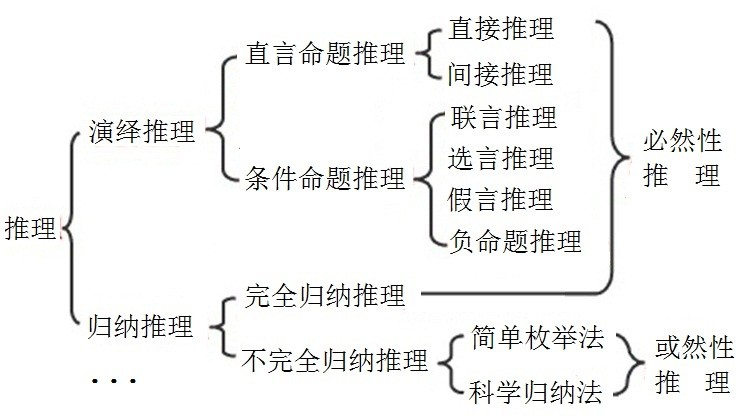 直接推理
直言命题推理
间接推理
演绎推理
联言推理
必然性
推 理
选言推理
条件命题推理
假言推理
推理
负命题推理
完全归纳推理
归纳推理
简单枚举法
不完全归纳推理
或然性
推 理
科学归纳法
...